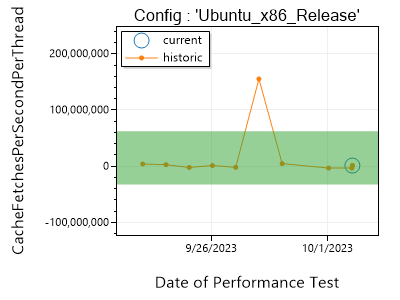 Config : 'Ubuntu_x86_Release'
CacheFetchesPerSecondPerThread
current
historic
200,000,000
100,000,000
0
-100,000,000
9/26/2023
10/1/2023
Date of Performance Test